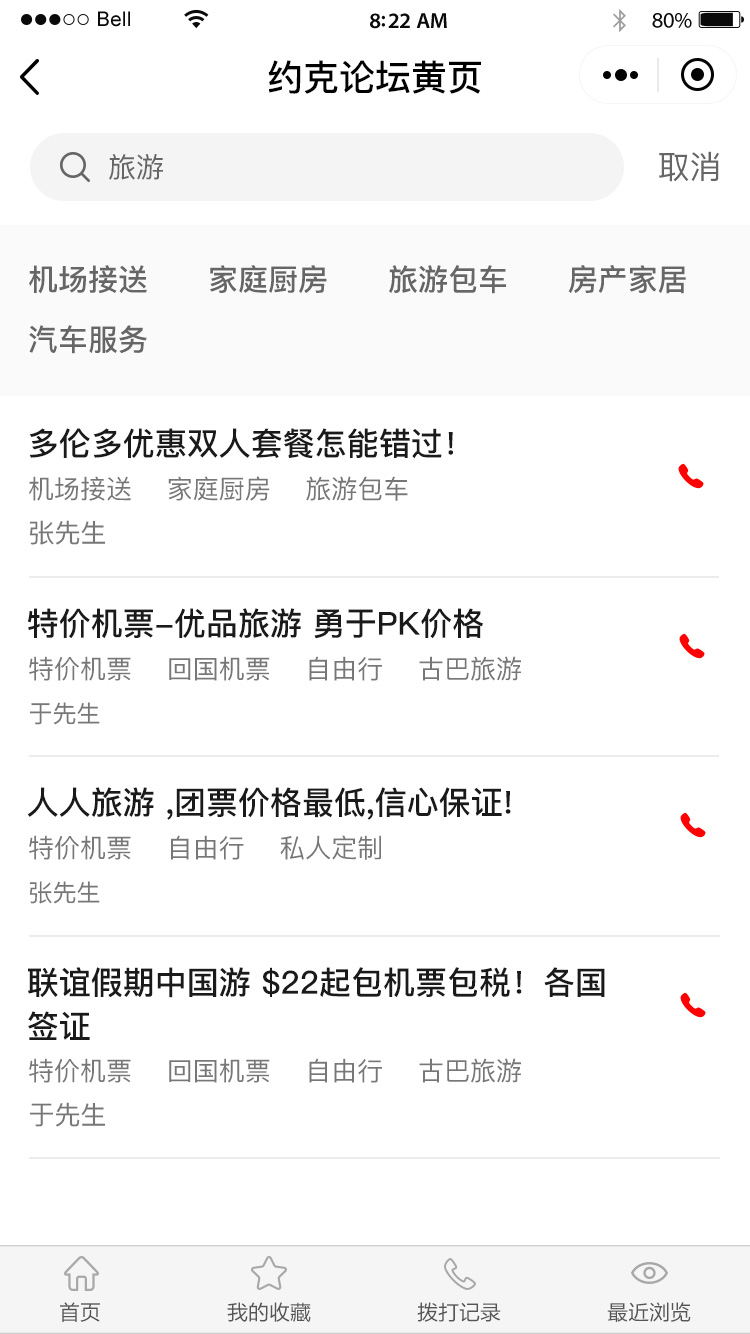 ●●●○○ Bell 8:22 AM 80%
约克论坛黄页
旅游 取消
机场接送 家庭厨房 旅游包车 房产家居
汽车服务
多伦多优惠双人套餐怎能错过！
机场接送 家庭厨房 旅游包车
张先生
特价机票-优品旅游 勇于PK价格
特价机票 回国机票 自由行 古巴旅游
于先生
人人旅游 ,团票价格最低,信心保证!
特价机票 自由行 私人定制
张先生
联谊假期中国游 $22起包机票包税！各国
签证
特价机票 回国机票 自由行 古巴旅游
于先生
首页 我的收藏 拨打记录 最近浏览